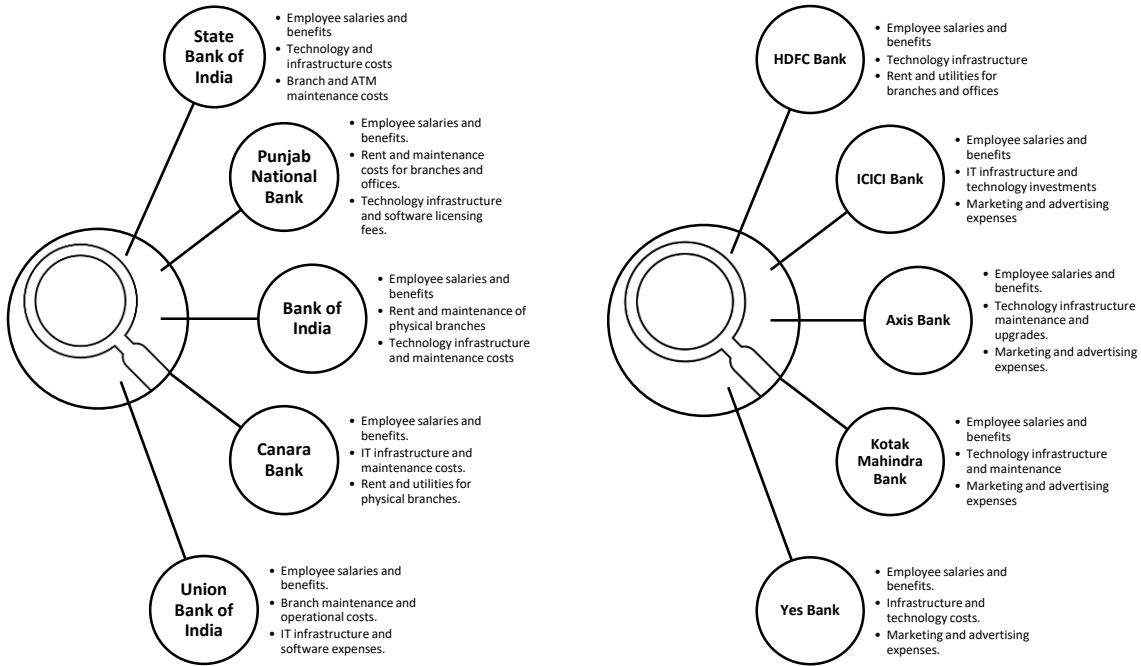 State
Bank of
India
• Employee salaries and
benefits
• Technology and
infrastructure costs
• Branch and ATM
maintenance costs
Punjab
National
Bank
• Employee salaries and
benefits.
• Rent and maintenance
costs for branches and
offices.
• Technology infrastructure
and software licensing
fees.
Bank of
India
• Employee salaries and
benefits
• Rent and maintenance of
physical branches
• Technology infrastructure
and maintenance costs
Canara
Bank
• Employee salaries and
benefits.
• IT infrastructure and
maintenance costs.
• Rent and utilities for
physical branches.
Union
Bank of
India
• Employee salaries and
benefits.
• Branch maintenance and
operational costs.
• IT infrastructure and
software expenses.
HDFC Bank
• Employee salaries and
benefits
• Technology infrastructure
• Rent and utilities for
branches and offices
ICICI Bank
• Employee salaries and
benefits
• IT infrastructure and
technology investments
• Marketing and advertising
expenses
Axis Bank
• Employee salaries and
benefits.
• Technology infrastructure
maintenance and
upgrades.
• Marketing and advertising
expenses.
Kotak
Mahindra
Bank
• Employee salaries and
benefits
• Technology infrastructure
and maintenance
• Marketing and advertising
expenses
Yes Bank
• Employee salaries and
benefits.
• Infrastructure and
technology costs.
• Marketing and advertising
expenses.